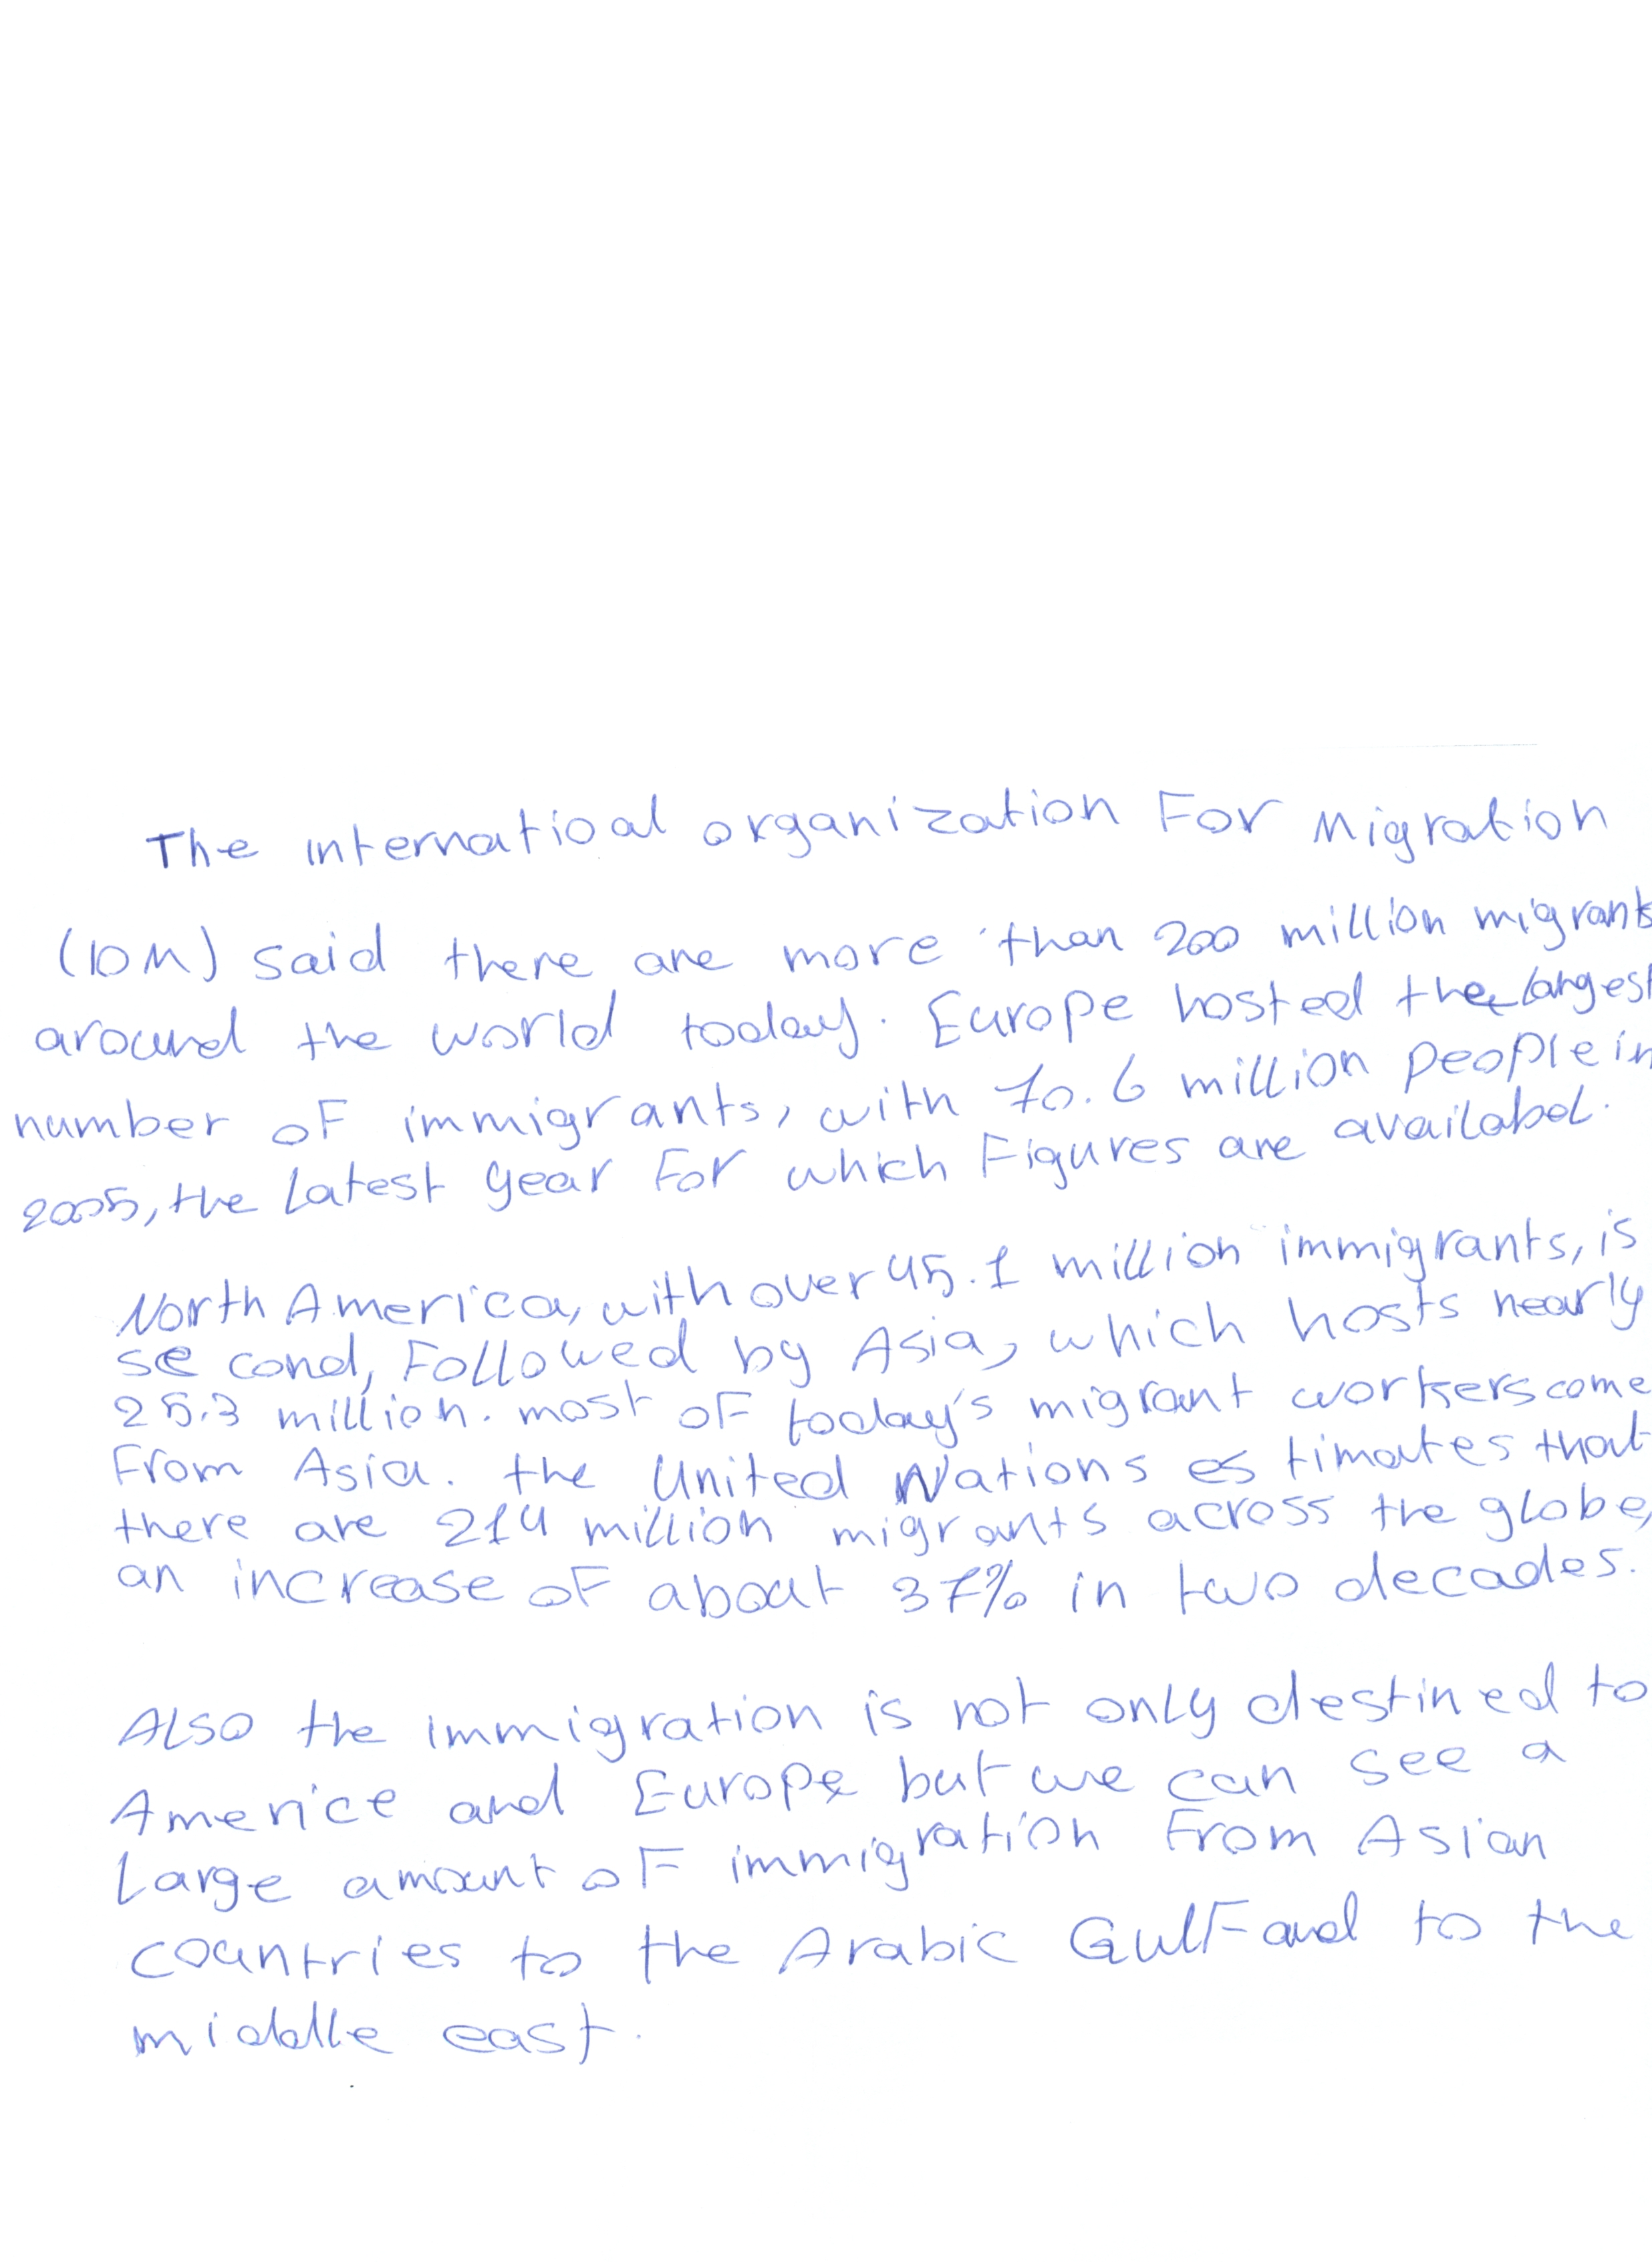 The internatioal organization For Migration
(IOM) said there are more than 200 million migrants
around the world today. Europe hosted the largest
number oF immigrants, with 70.6 million people in
2005, the latest year For which Figures are availabel.
North America, with over 45.1 million immigrants, is
second, Followed by Asia, which hosts nearly
25.3 million. most oF today's migrant workers come
From Asia. the United Nations estimates that
there are 214 million migrants across the globe,
an increase oF about 37% in two decades.
Also the immigration is not only destined to
Americe and Europe but we can see a
large amount oF immigration From Asian
countries to the Arabic GulF and to the
middle east.